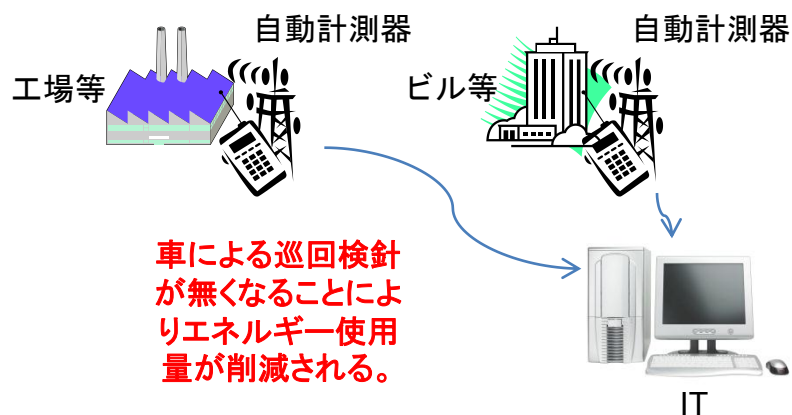 自動計測器
自動計測器
工場等
ビル等
車による巡回検針
が無くなることによ
りエネルギー使用
量が削減される。
IT